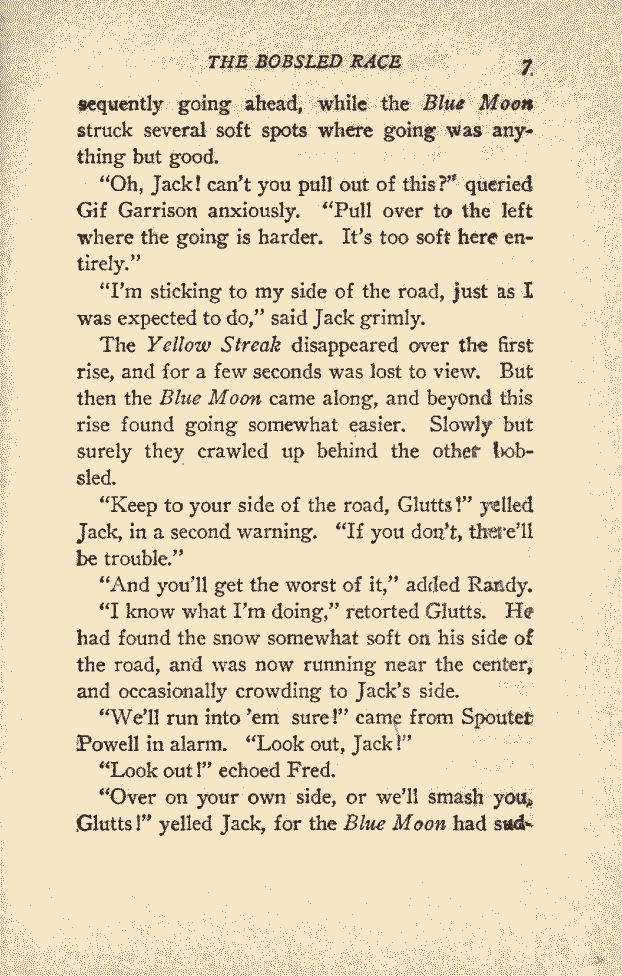 THE BOBSLED RACE 7
sequently going ahead, while the Blue Moon
struck several soft spots where going was any-
thing but good.
“Oh, Jack! can’t you pull out of this?” queried
Gif Garrison anxiously. “Pull over to the left
where the going is harder. It’s too soft here en-
tirely.”
“I’m sticking to my side of the road, just as I
was expected to do,” said Jack grimly.
The Yellow Streak disappeared over the first
rise, and for a few seconds was lost to view. But
then the Blue Moon came along, and beyond this
rise found going somewhat easier. Slowly but
surely they crawled up behind the other bob-
sled.
“Keep to your side of the road, Glutts!” yelled
Jack, in a second warning. “If you don’t, there’ll
be trouble.”
“And you’ll get the worst of it,” added Randy.
“I know what I’m doing,” retorted Glutts. He
had found the snow somewhat soft on his side of
the road, and was now running near the center,
and occasionally crowding to Jack’s side.
“We’ll run into ’em sure!” came from Spouter
Powell in alarm. “Look out, Jack!”
“Look out!” echoed Fred.
“Over on your own side, or we’ll smash you,
Glutts!” yelled Jack, for the Blue Moon had sud-